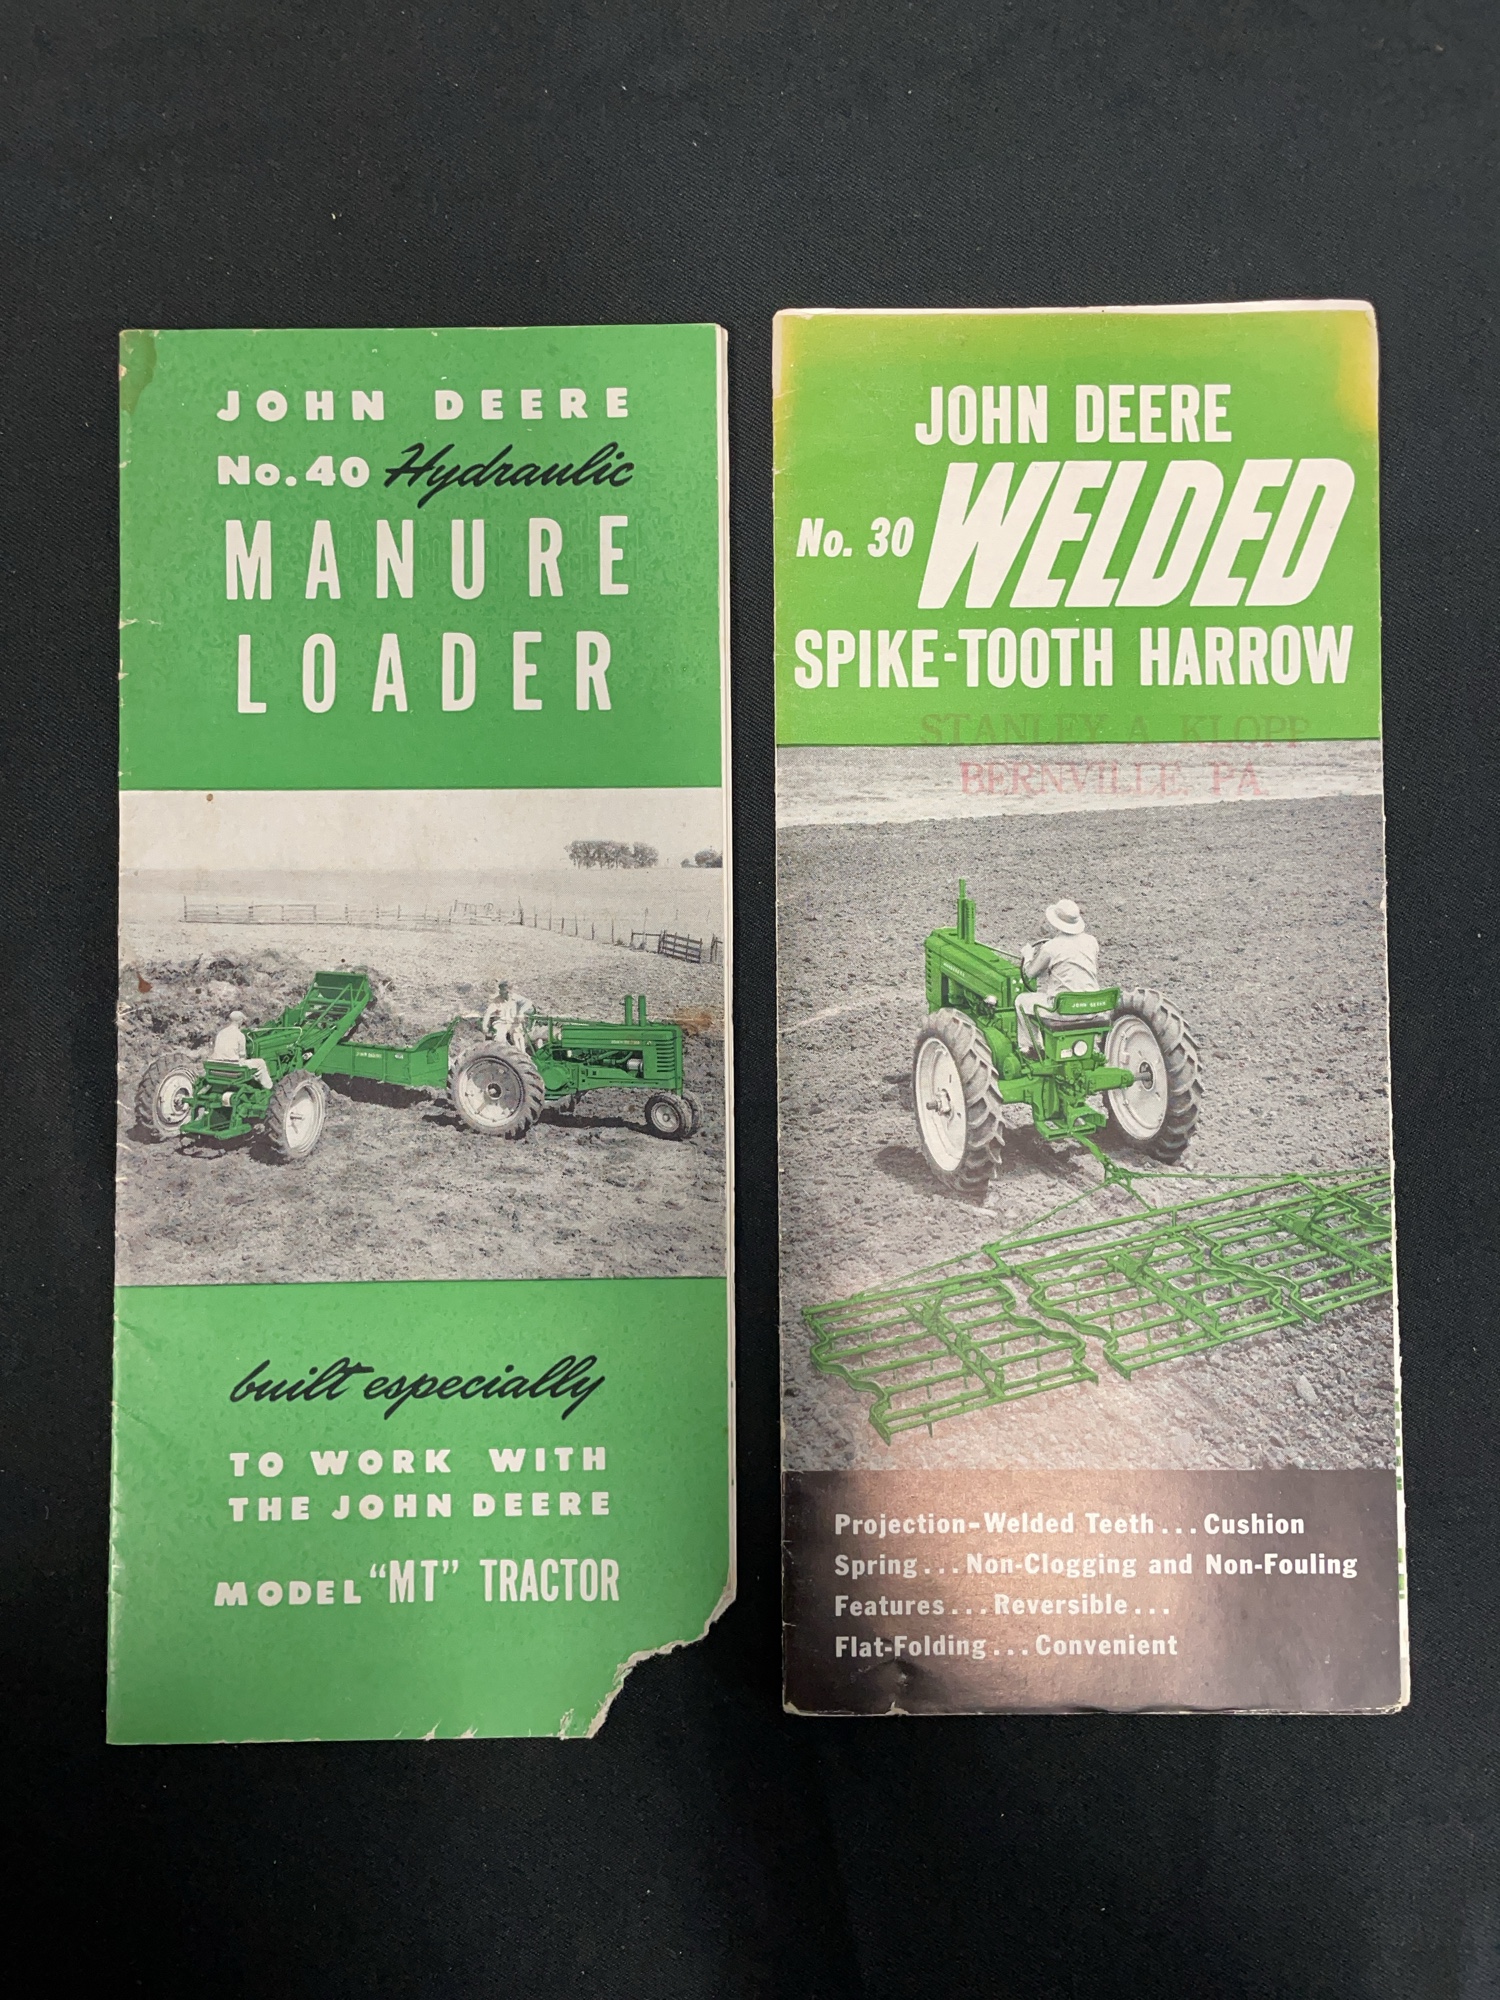 JOHN DEERE
No. 40 Hydraulic
MANURE
LOADER
built especially
TO WORK WITH
THE JOHN DEERE
MODEL "MT" TRACTOR
JOHN DEERE
No. 30 WELDED
SPIKE-TOOTH HARROW
STANLEY A. KLOPP
BERNVILLE, PA.
JOHN DEERE
Projection-Welded Teeth ... Cushion
Spring ... Non-Clogging and Non-Fouling
Features ... Reversible ...
Flat-Folding ... Convenient